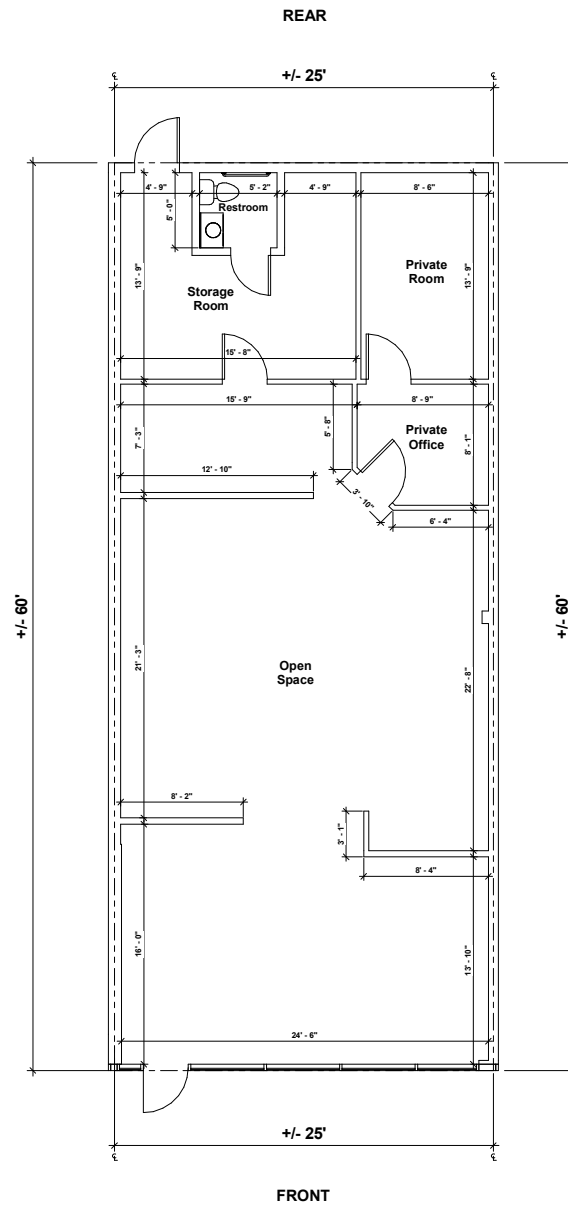 REAR
℄
+/- 25'
℄
4' - 9"
5' - 2"
4' - 9"
8' - 6"
Restroom
5' - 0"
13' - 9"
Storage
Room
Private
Room
13' - 9"
15' - 8"
15' - 9"
8' - 9"
7' - 3"
5' - 8"
Private
Office
8' - 1"
12' - 10"
3' - 10"
6' - 4"
+/- 60'
+/- 60'
21' - 3"
Open
Space
22' - 8"
8' - 2"
3' - 1"
8' - 4"
16' - 0"
13' - 10"
24' - 6"
+/- 25'
℄
℄
FRONT